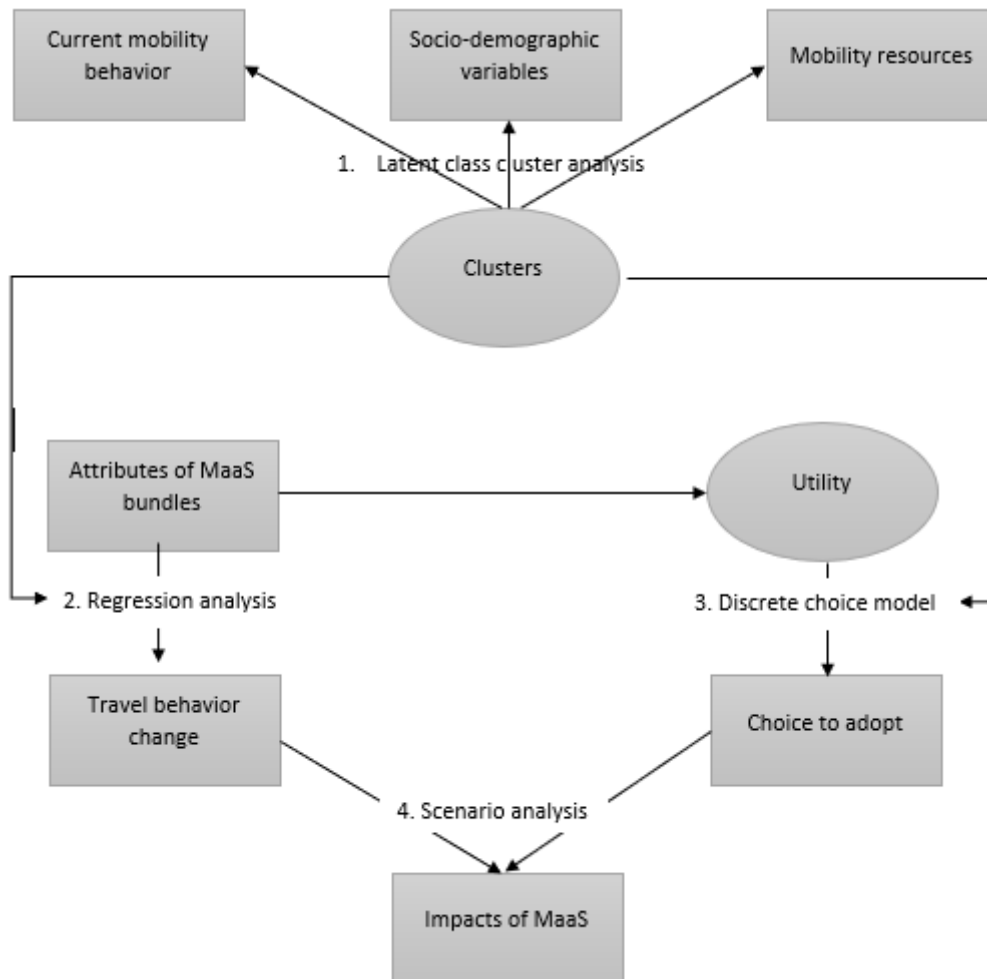 Current mobility
behavior
Socio-demographic
variables
Mobility resources
1. Latent class cluster analysis
Clusters
Attributes of MaaS
bundles
Utility
2. Regression analysis
3. Discrete choice model
Travel behavior
change
Choice to adopt
4. Scenario analysis
Impacts of MaaS